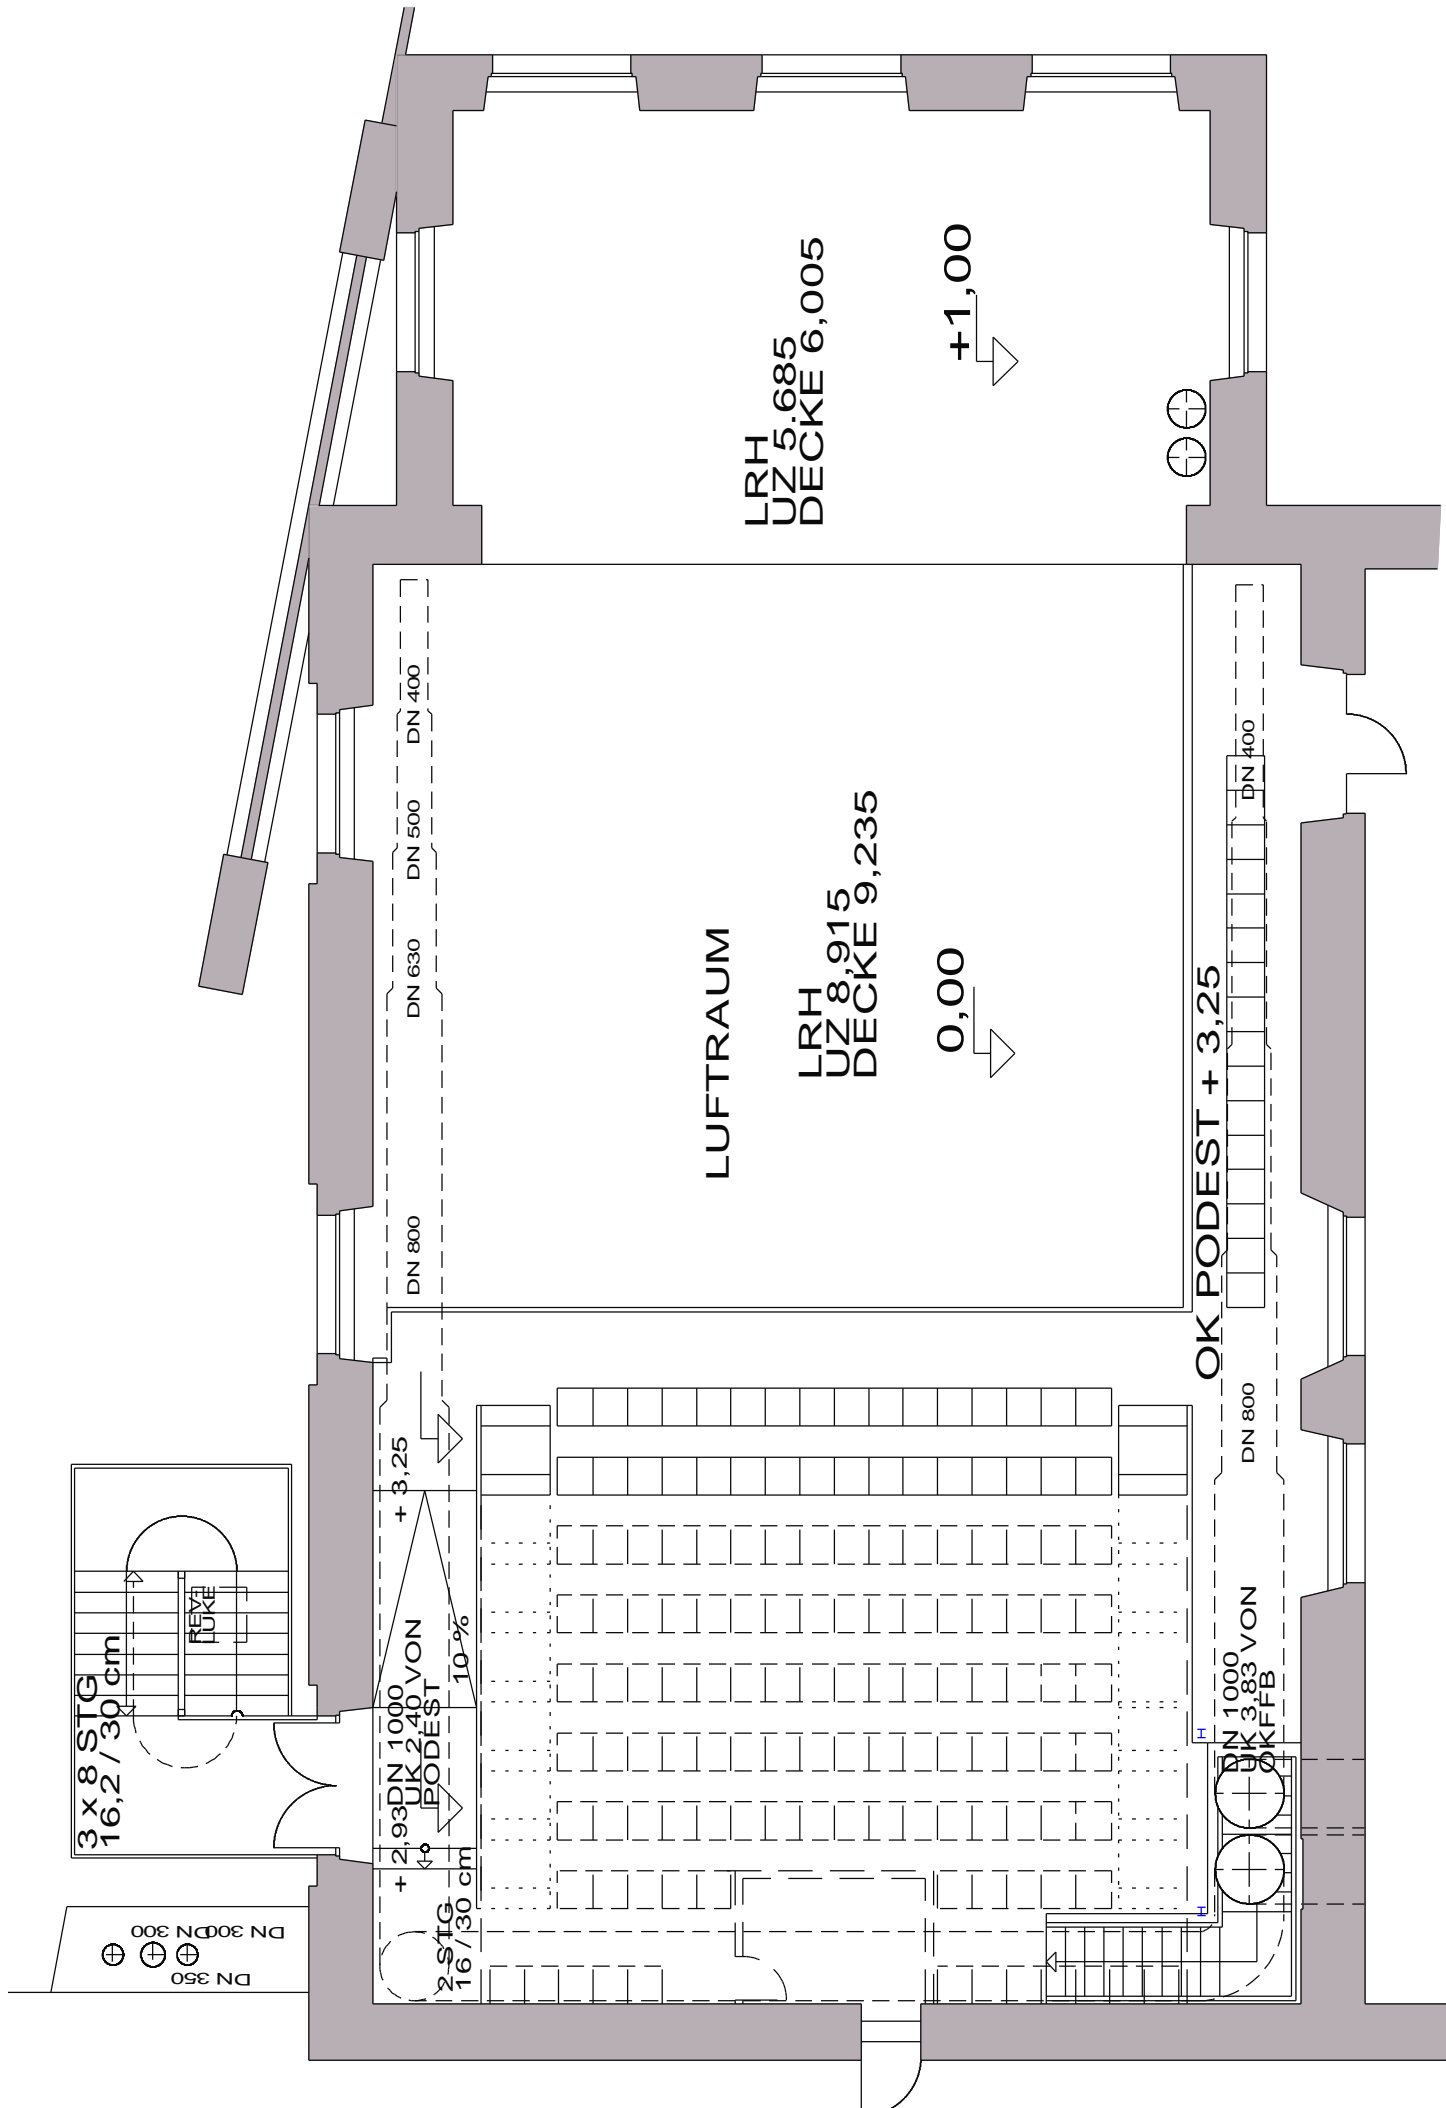 +1,00
LRH
UZ 5.685
DECKE 6,005
DN 400
DN 500
DN 630
DN 800
DN 400
LUFTRAUM
LRH
UZ 8,915
DECKE 9,235
0,00
OK PODEST + 3,25
DN 800
+ 3,25
10 %
REV.-
LUKE
3 x 8 STG
16,2 / 30 cm
DN 1000
UK 2,40 VON
PODEST
+ 2,93
DN 1000
UK 3,83 VON
OKFFB
H
H
2 STG
16 / 30 cm
DN 300
DN 300
DN 350